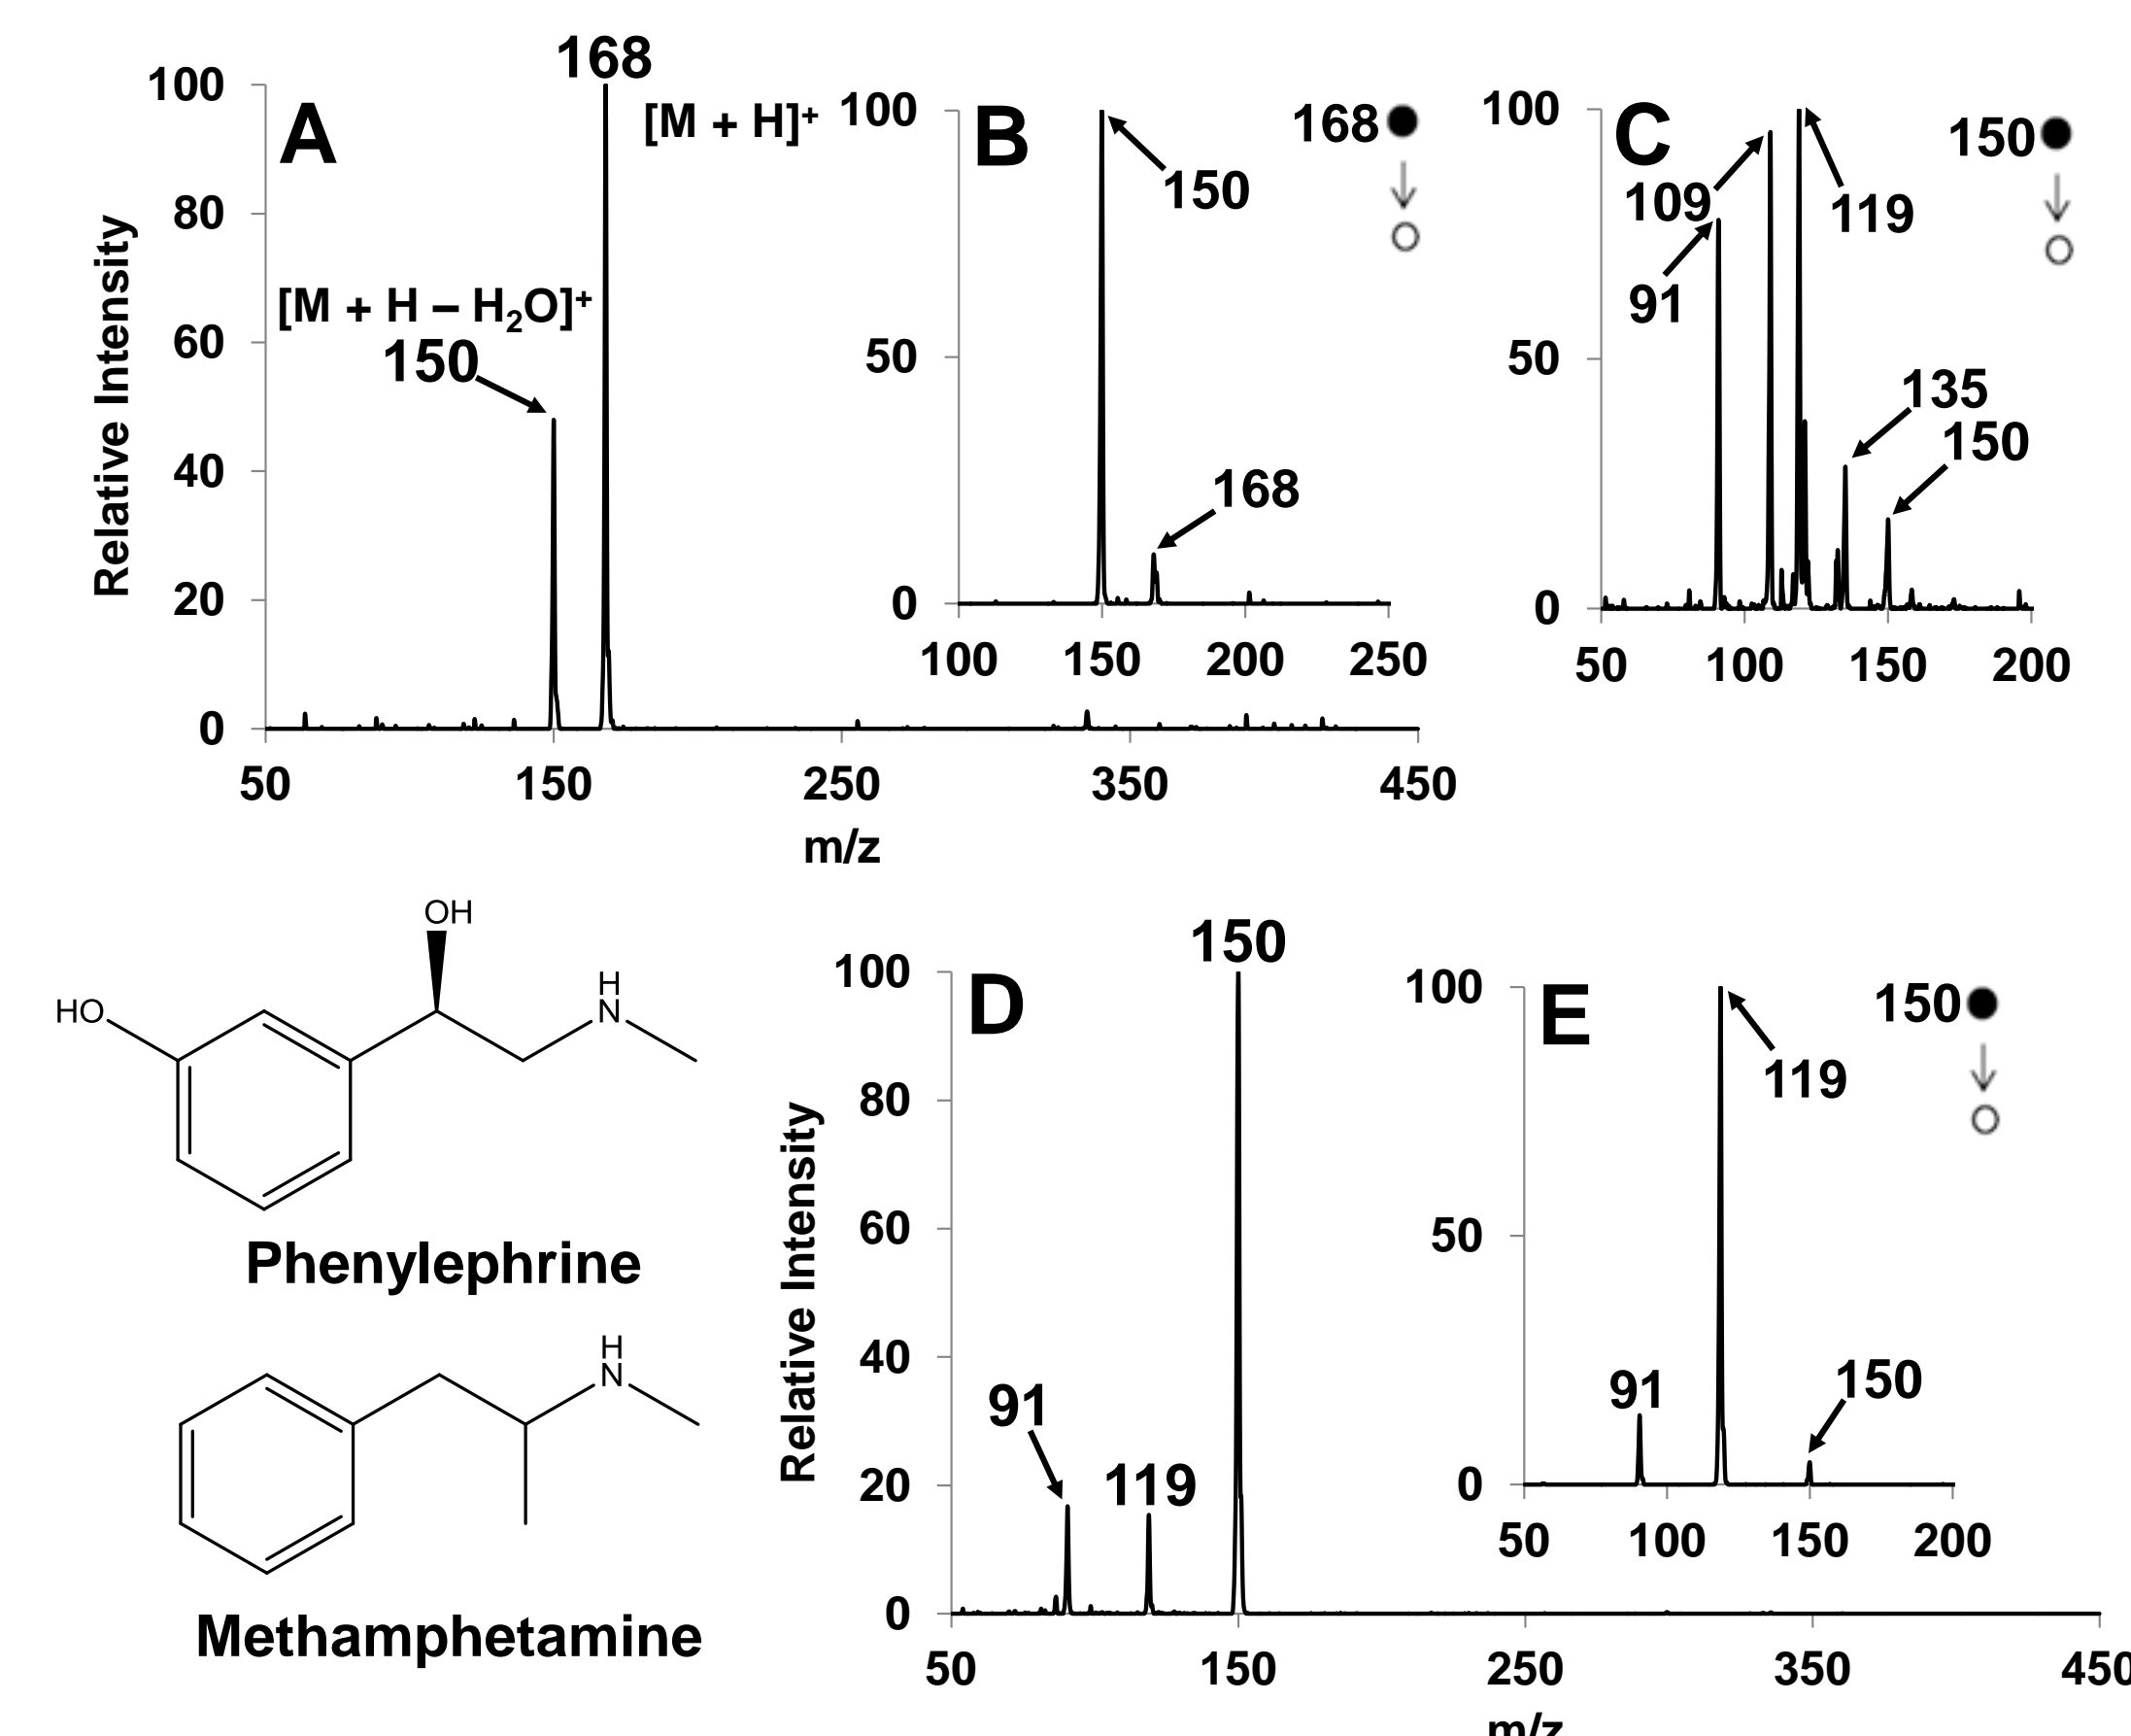 A
168
[M + H]⁺
[M + H – H₂O]⁺
150
Relative Intensity
100
80
60
40
20
0
50 150 250 350 450
m/z
B
168
150
168
100
50
0
100 150 200 250
C
150
109
119
91
135
150
100
50
0
50 100 150 200
OH
HO
H
N
Phenylephrine
H
N
Methamphetamine
D
150
91
119
Relative Intensity
100
80
60
40
20
0
50 150 250 350 450
m/z
E
150
119
91
150
100
50
0
50 100 150 200